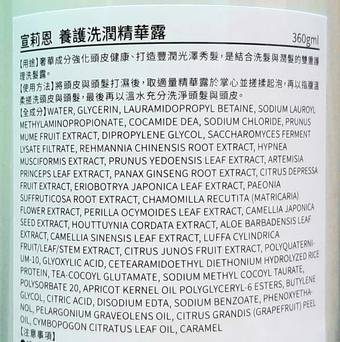 宣莉恩 養護洗潤精華露 360gml
【用途】奢華成分強化頭皮健康、打造豐潤光澤秀髮，是結合洗髮與潤髮的雙重護
理洗髮露。
【使用方法】將頭皮與頭髮打濕後，取適量精華露於掌心並搓揉起泡，再以指腹溫
柔搓洗頭皮與頭髮，最後再以溫水充分洗淨頭髮與頭皮。
【全成分】WATER, GLYCERIN, LAURAMIDOPROPYL BETAINE, SODIUM LAUROYL
METHYLAMINOPROPIONATE, COCAMIDE DEA, SODIUM CHLORIDE, PRUNUS
MUME FRUIT EXTRACT, DIPROPYLENE GLYCOL, SACCHAROMYCES FERMENT
LYSATE FILTRATE, REHMANNIA CHINENSIS ROOT EXTRACT, HYPNEA
MUSCIFORMIS EXTRACT, PRUNUS YEDOENSIS LEAF EXTRACT, ARTEMISIA
PRINCEPS LEAF EXTRACT, PANAX GINSENG ROOT EXTRACT, CITRUS DEPRESSA
FRUIT EXTRACT, ERIOBOTRYA JAPONICA LEAF EXTRACT, PAEONIA
SUFFRUTICOSA ROOT EXTRACT, CHAMOMILLA RECUTITA (MATRICARIA)
FLOWER EXTRACT, PERILLA OCYMOIDES LEAF EXTRACT, CAMELLIA JAPONICA
SEED EXTRACT, HOUTTUYNIA CORDATA EXTRACT, ALOE BARBADENSIS LEAF
EXTRACT, CAMELLIA SINENSIS LEAF EXTRACT, LUFFA CYLINDRICA
FRUIT/LEAF/STEM EXTRACT, CITRUS JUNOS FRUIT EXTRACT, POLYQUATERNI-
UM-10, GLYOXYLIC ACID, CETEARAMIDOETHYL DIETHONIUM HYDROLYZED RICE
PROTEIN, TEA-COCOYL GLUTAMATE, SODIUM METHYL COCOYL TAURATE,
POLYSORBATE 20, APRICOT KERNEL OIL POLYGLYCERYL-6 ESTERS, BUTYLENE
GLYCOL, CITRIC ACID, DISODIUM EDTA, SODIUM BENZOATE, PHENOXYETHA-
NOL, PELARGONIUM GRAVEOLENS OIL, CITRUS GRANDIS (GRAPEFRUIT) PEEL
OIL, CYMBOPOGON CITRATUS LEAF OIL, CARAMEL
【注意事項】